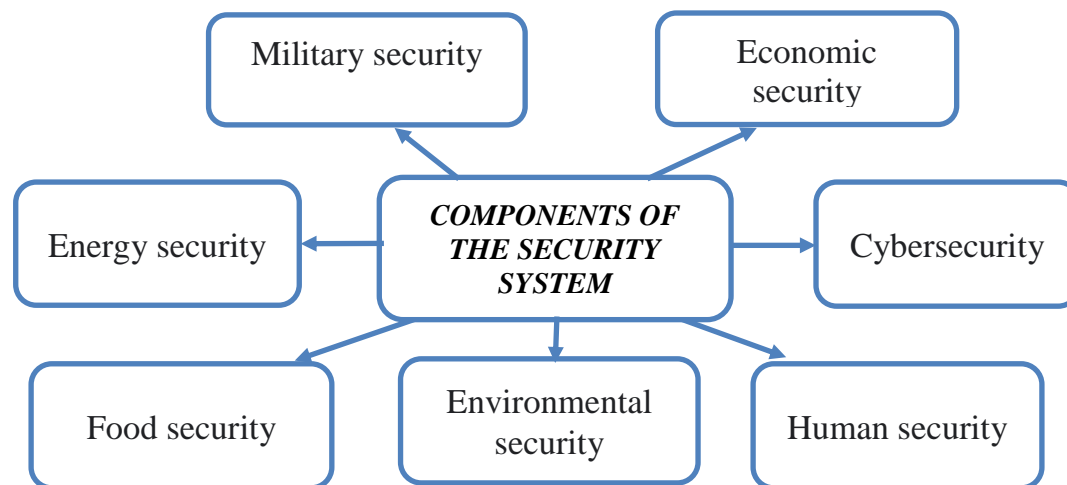 Military security
Economic
security
Energy security
COMPONENTS OF
THE SECURITY
SYSTEM
Cybersecurity
Food security
Environmental
security
Human security